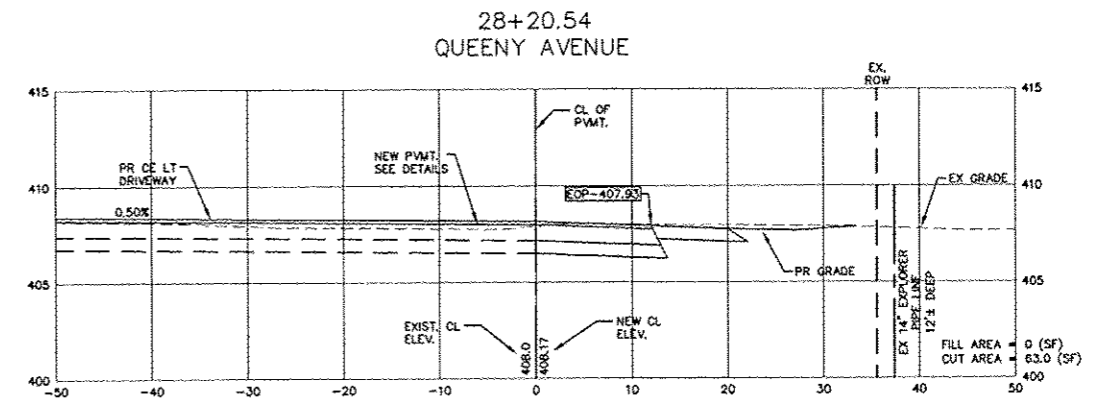 28+20.54
QUEENY AVENUE
EX.
ROW
415
415
CL OF
PVMT.
PR CE LT
DRIVEWAY
NEW PVMT.
SEE DETAILS
410
410
EOP-407.93
EX GRADE
0.50%
PR GRADE
405
405
EXIST. CL
ELEV.
NEW CL
ELEV.
408.0
408.17
EX 14" EXPLORER
PIPE LINE
12'± DEEP
FILL AREA = 0 (SF)
CUT AREA = 63.0 (SF)
400
400
-50 -40 -30 -20 -10 0 10 20 30 40 50